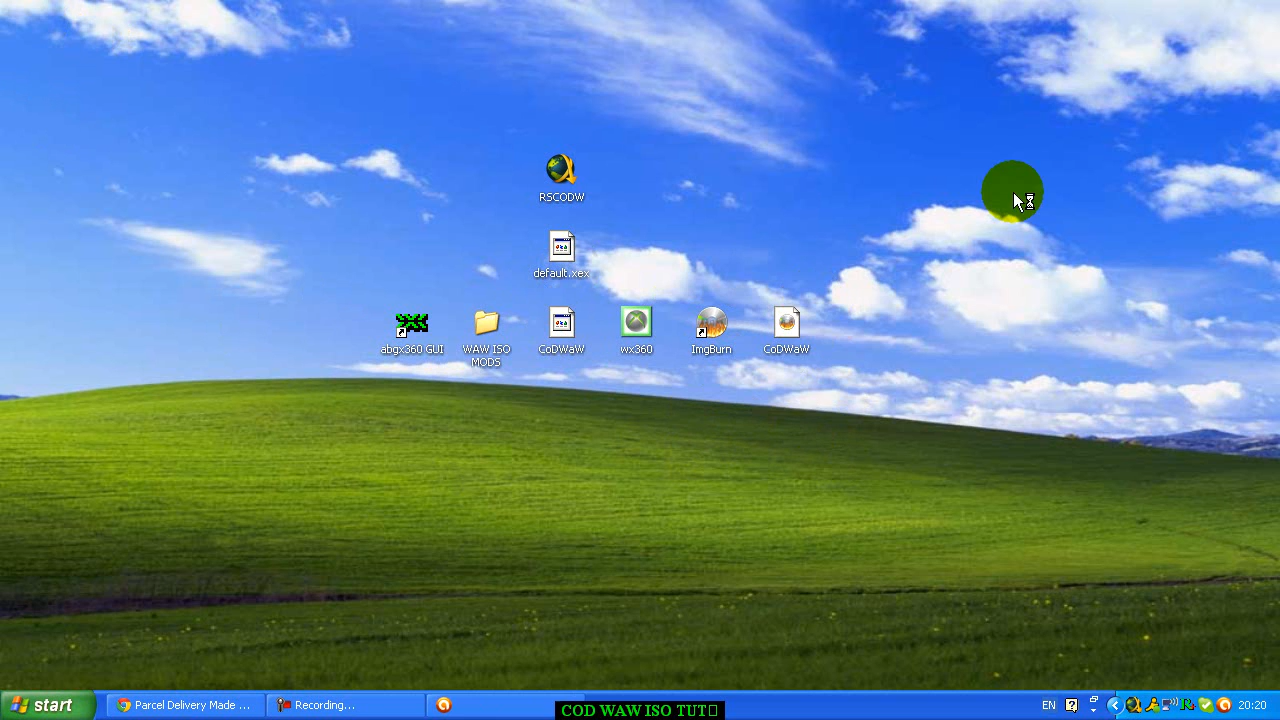 RSCODW
default.xex
abgx360 GUI
WAW ISO
MODS
CoDWaW
wx360
ImgBurn
CoDWaW
start
Parcel Delivery Made ...
Recording...
COD WAW ISO TUT
EN
20:20